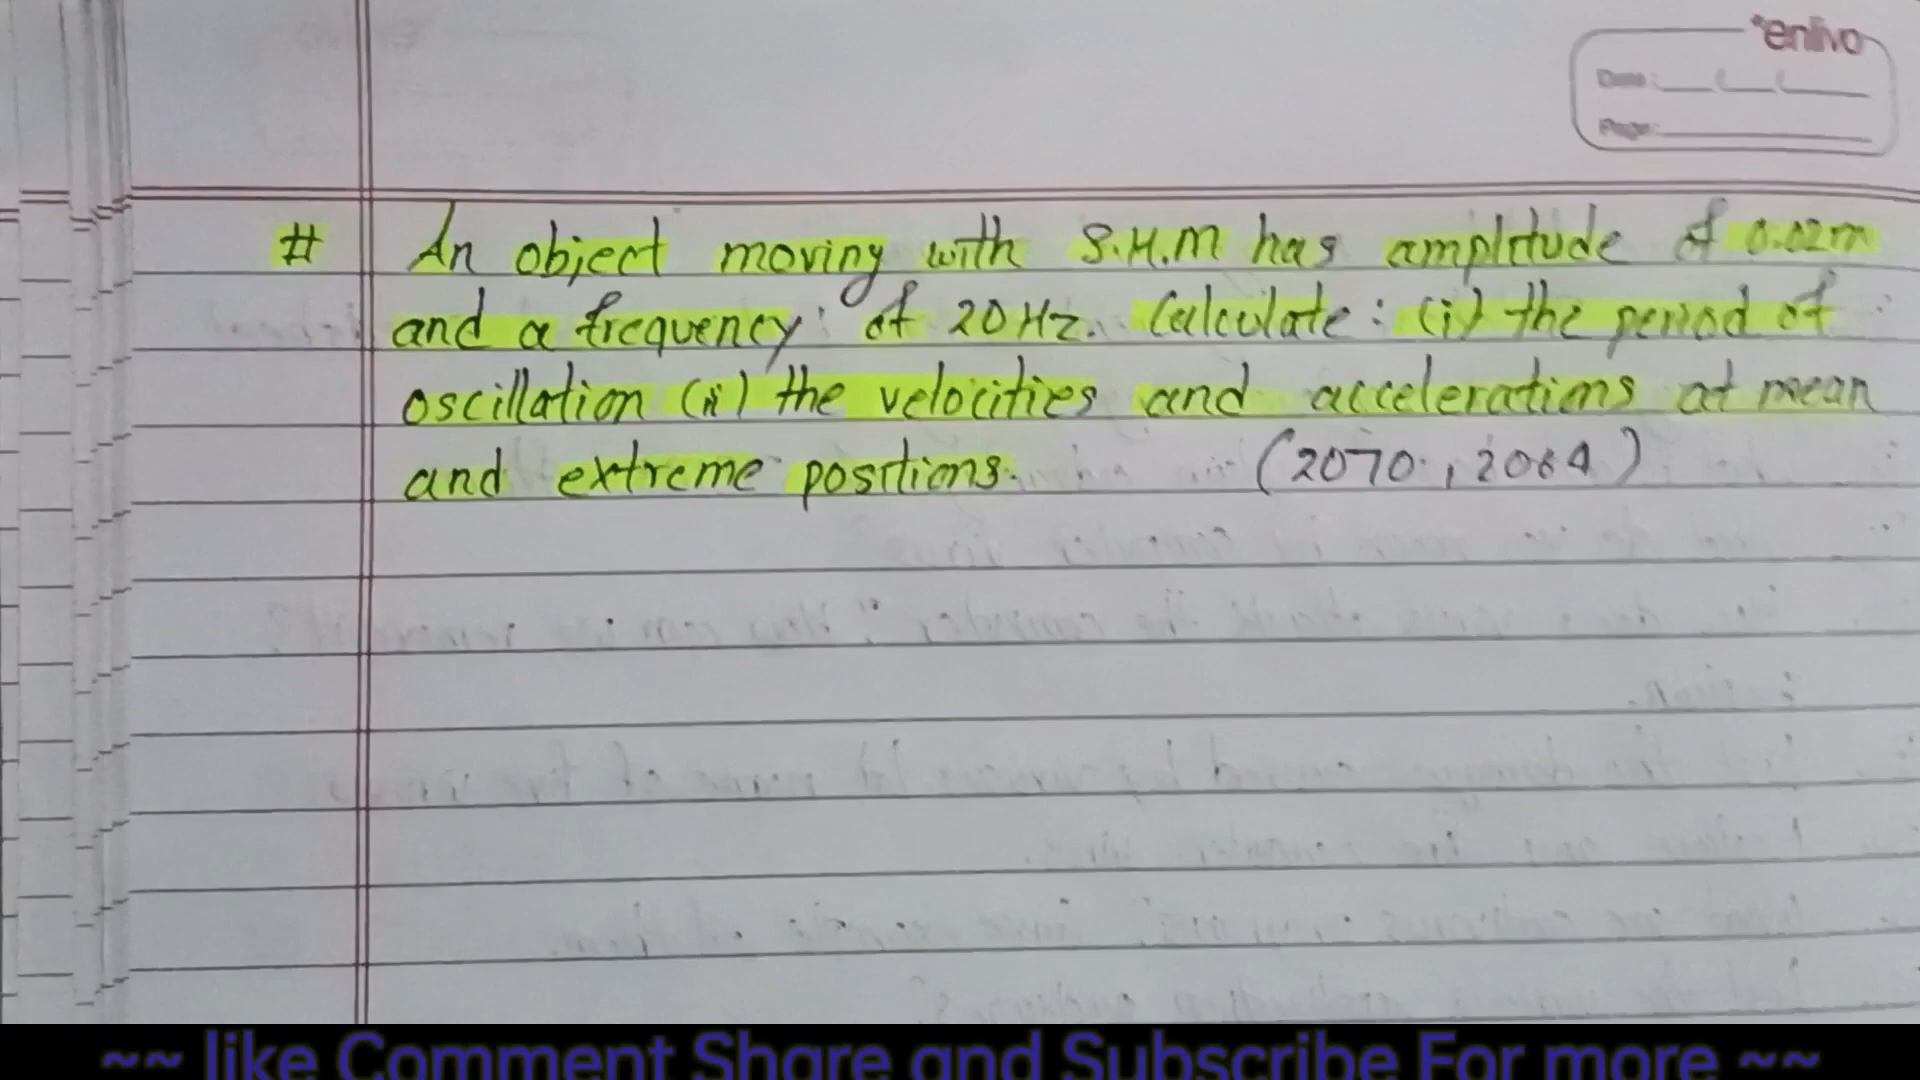 enlivo
Date:
Page:
# An object moving with S.H.M has amplitude of 0.02m
and a frequency of 20Hz. Calculate: (i) the period of
oscillation (ii) the velocities and accelerations at mean
and extreme positions. (2070, 2064)
~~ like Comment Share and Subscribe For more ~~